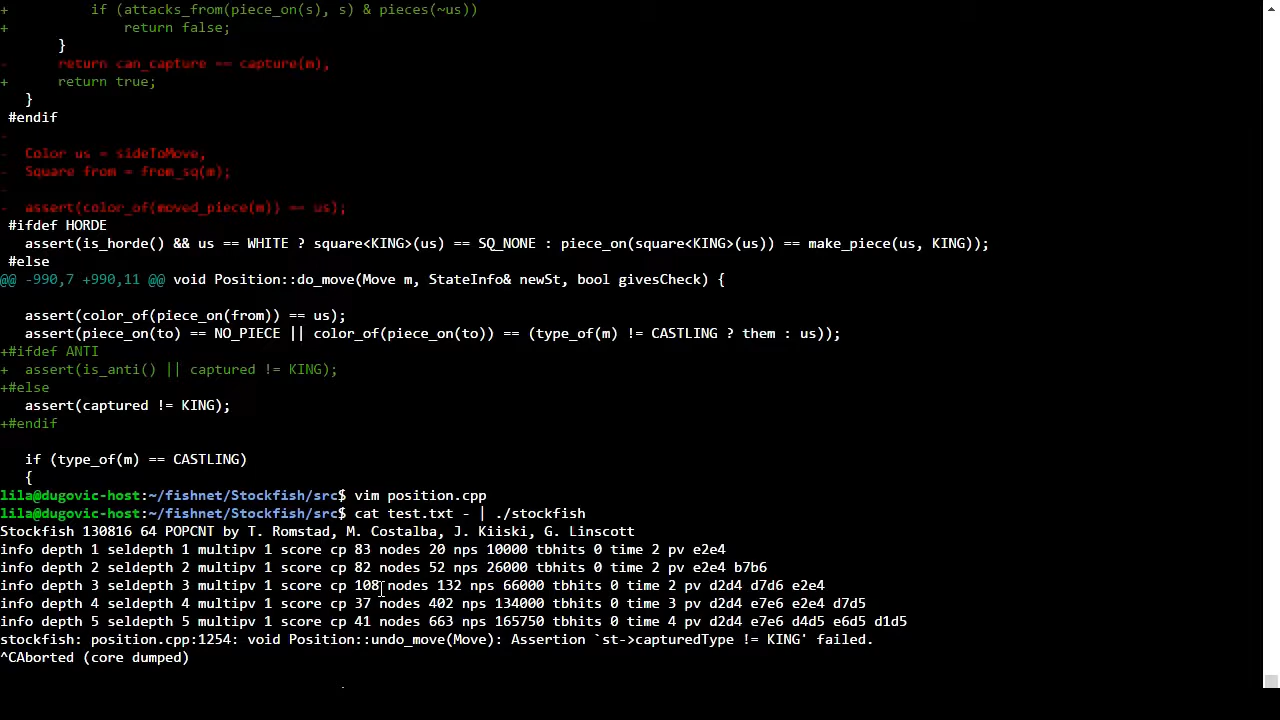 +          if (attacks_from(piece_on(s), s) & pieces(~us))
+              return false;
       }
-      return can_capture == capture(m),
+      return true;
   }
 #endif
-
-  Color us = sideToMove,
-  Square from = from_sq(m);
-
-  assert(color_of(moved_piece(m)) == us);
 #ifdef HORDE
   assert(is_horde() && us == WHITE ? square<KING>(us) == SQ_NONE : piece_on(square<KING>(us)) == make_piece(us, KING));
 #else
@@ -990,7 +990,11 @@ void Position::do_move(Move m, StateInfo& newSt, bool givesCheck) {
   assert(color_of(piece_on(from)) == us);
   assert(piece_on(to) == NO_PIECE || color_of(piece_on(to)) == (type_of(m) != CASTLING ? them : us));
+#ifdef ANTI
+  assert(is_anti() || captured != KING);
+#else
   assert(captured != KING);
+#endif
   if (type_of(m) == CASTLING)
   {
lila@dugovic-host:~/fishnet/Stockfish/src$ vim position.cpp
lila@dugovic-host:~/fishnet/Stockfish/src$ cat test.txt - | ./stockfish
Stockfish 130816 64 POPCNT by T. Romstad, M. Costalba, J. Kiiski, G. Linscott
info depth 1 seldepth 1 multipv 1 score cp 83 nodes 20 nps 10000 tbhits 0 time 2 pv e2e4
info depth 2 seldepth 2 multipv 1 score cp 82 nodes 52 nps 26000 tbhits 0 time 2 pv e2e4 b7b6
info depth 3 seldepth 3 multipv 1 score cp 108 nodes 132 nps 66000 tbhits 0 time 2 pv d2d4 d7d6 e2e4
info depth 4 seldepth 4 multipv 1 score cp 37 nodes 402 nps 134000 tbhits 0 time 3 pv d2d4 e7e6 e2e4 d7d5
info depth 5 seldepth 5 multipv 1 score cp 41 nodes 663 nps 165750 tbhits 0 time 4 pv d2d4 e7e6 d4d5 e6d5 d1d5
stockfish: position.cpp:1254: void Position::undo_move(Move): Assertion `st->capturedType != KING' failed.
^CAborted (core dumped)